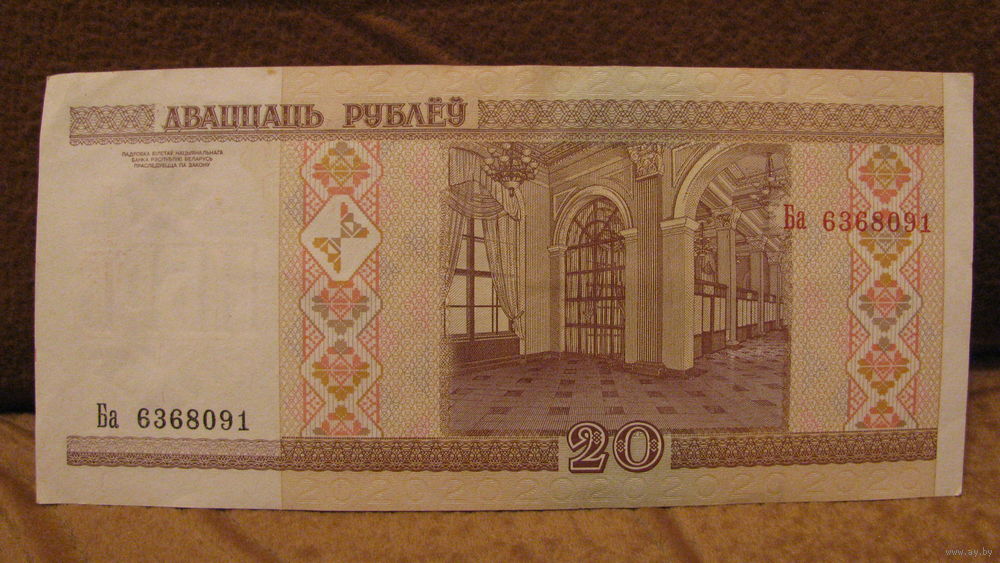 ДВАЦЦАЦЬ РУБЛЁЎ
ПАДРОБКА БІЛЕТАЎ НАЦЫЯНАЛЬНАГА
БАНКА РЭСПУБЛІКІ БЕЛАРУСЬ
ПРАСЛЕДУЕЦЦА ПА ЗАКОНУ
Ба 6368091
Ба 6368091
20
www.ay.by